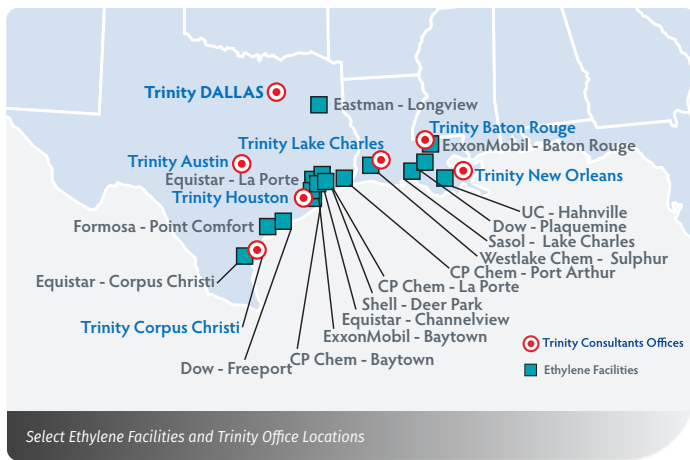 Trinity DALLAS
Eastman - Longview
Trinity Baton Rouge
Trinity Lake Charles
ExxonMobil - Baton Rouge
Trinity Austin
Equistar - La Porte
Trinity New Orleans
Trinity Houston
UC - Hahnville
Formosa - Point Comfort
Dow - Plaquemine
Sasol - Lake Charles
Westlake Chem - Sulphur
CP Chem - Port Arthur
Equistar - Corpus Christi
CP Chem - La Porte
Shell - Deer Park
Equistar - Channelview
Trinity Corpus Christi
ExxonMobil - Baytown
Trinity Consultants Offices
CP Chem - Baytown
Dow - Freeport
Ethylene Facilities
Select Ethylene Facilities and Trinity Office Locations